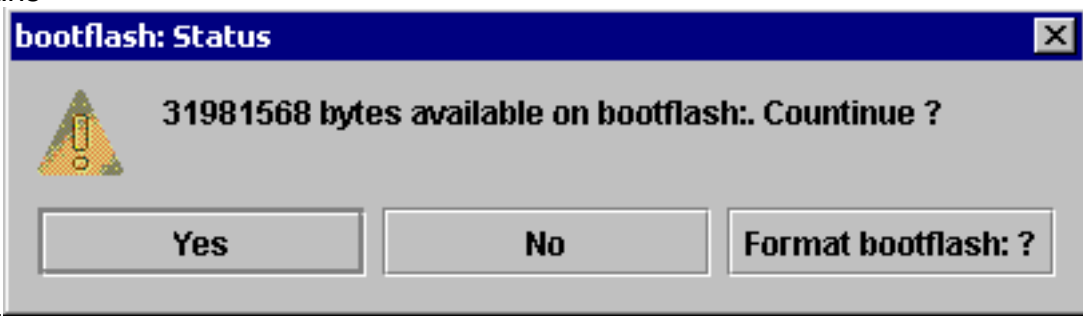 bootflash: Status
31981568 bytes available on bootflash:. Countinue ?
Yes
No
Format bootflash: ?